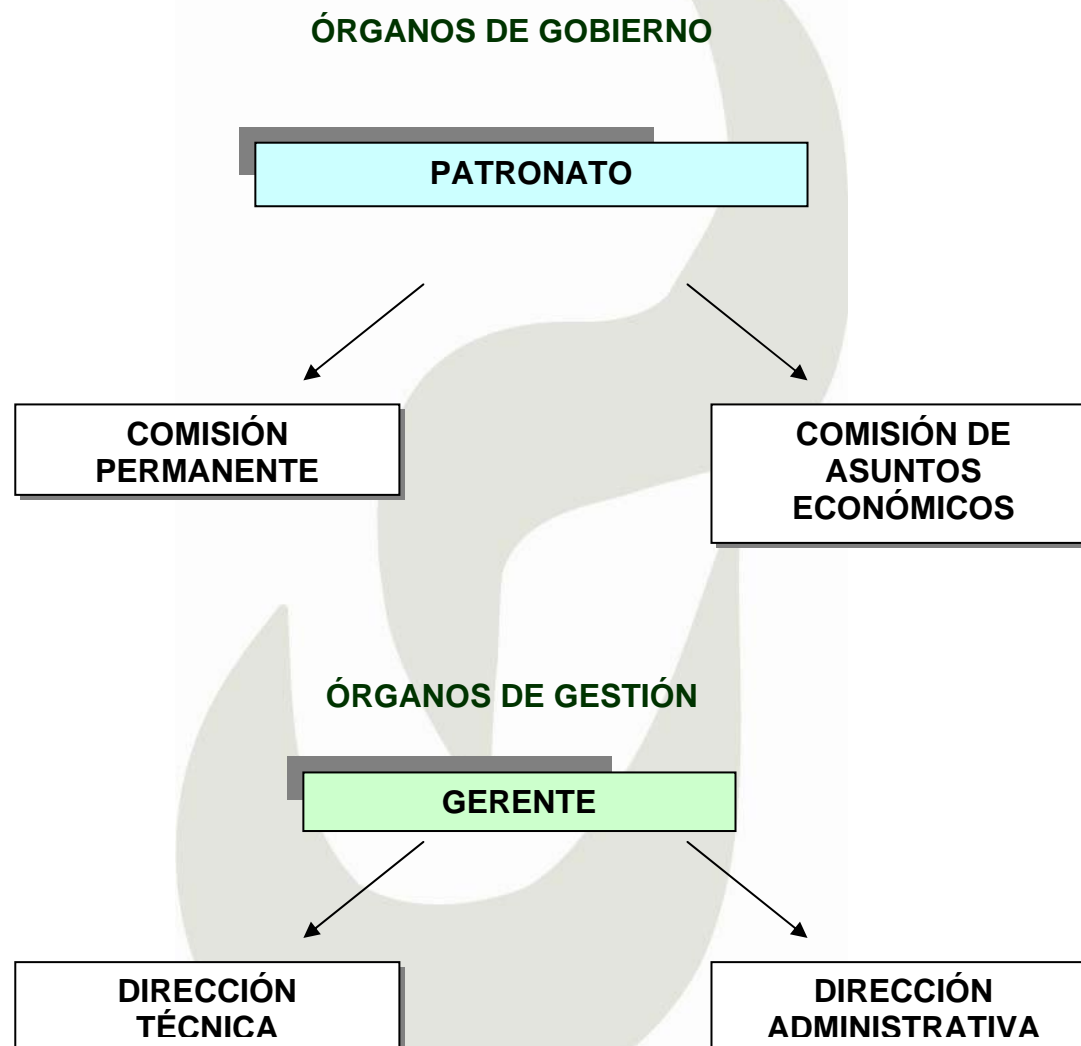 ÓRGANOS DE GOBIERNO
PATRONATO
COMISIÓN
PERMANENTE
COMISIÓN DE
ASUNTOS
ECONÓMICOS
ÓRGANOS DE GESTIÓN
GERENTE
DIRECCIÓN
TÉCNICA
DIRECCIÓN
ADMINISTRATIVA